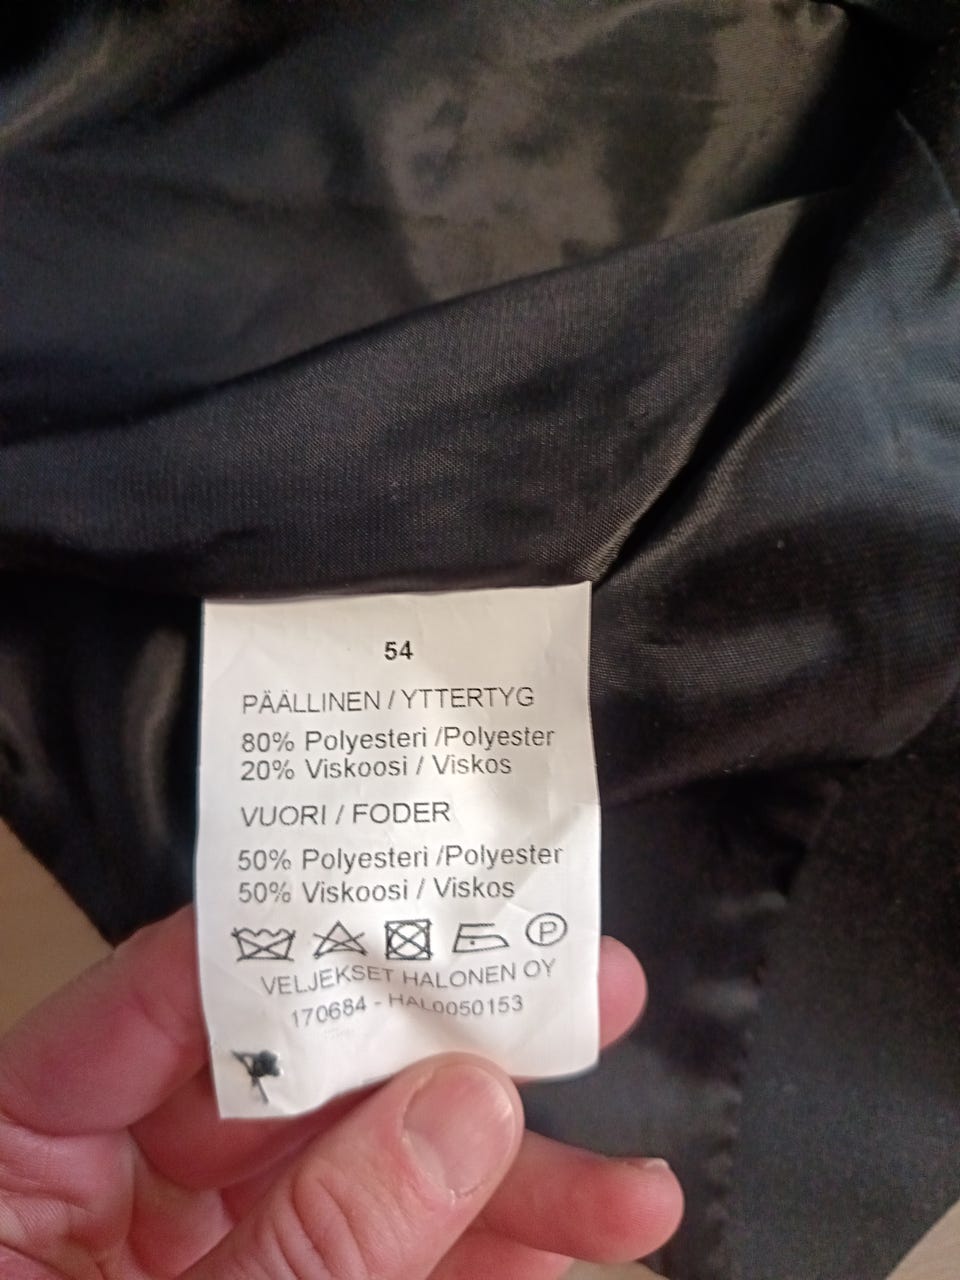 54
PÄÄLLINEN / YTTERTYG
80% Polyesteri /Polyester
20% Viskoosi / Viskos
VUORI / FODER
50% Polyesteri /Polyester
50% Viskoosi / Viskos
P
VELJEKSET HALONEN OY
170684 - HAL0050153